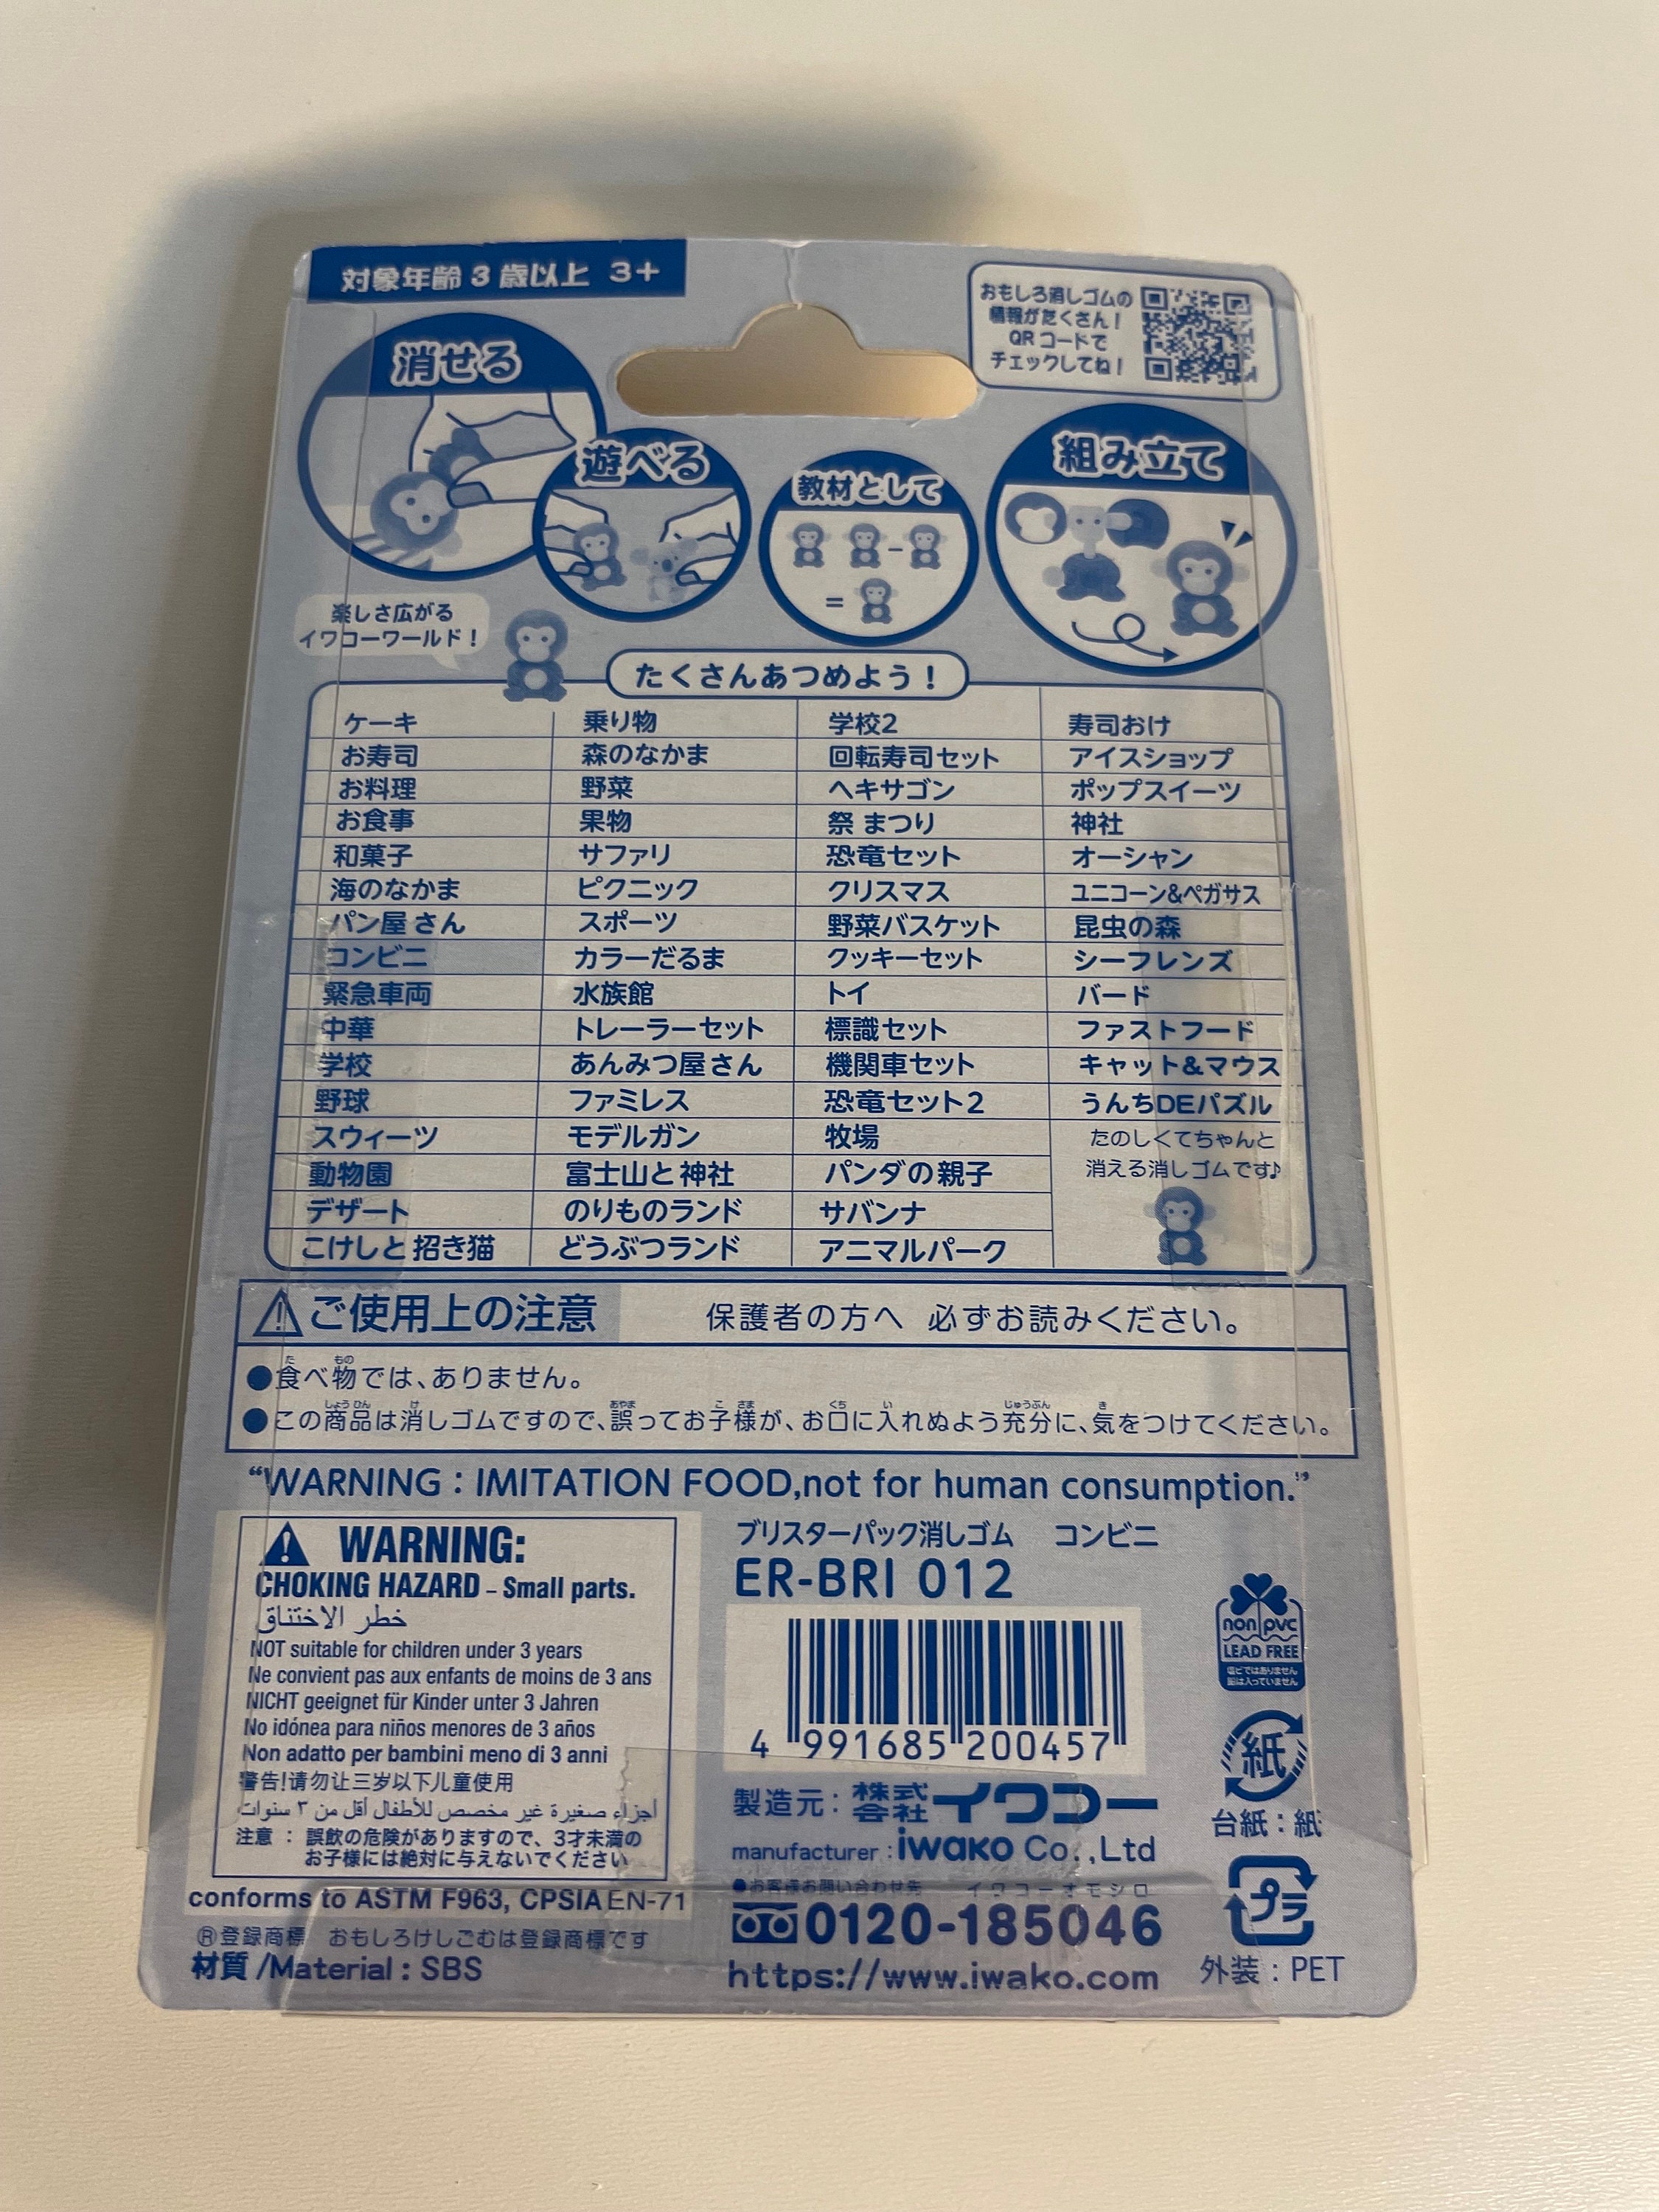 対象年齢 3 歳以上 3+
おもしろ消しゴムの
情報がたくさん!
QRコードで
チェックしてね!
消せる
遊べる
教材として
組み立て
− =
楽しさ広がる
イワコーワールド!
たくさんあつめよう!
ケーキ 乗り物 学校2 寿司おけ
お寿司 森のなかま 回転寿司セット アイスショップ
お料理 野菜 ヘキサゴン ポップスイーツ
お食事 果物 祭 まつり 神社
和菓子 サファリ 恐竜セット オーシャン
海のなかま ピクニック クリスマス ユニコーン&ペガサス
パン屋さん スポーツ 野菜バスケット 昆虫の森
コンビニ カラーだるま クッキーセット シーフレンズ
緊急車両 水族館 トイ バード
中華 トレーラーセット 標識セット ファストフード
学校 あんみつ屋さん 機関車セット キャット&マウス
野球 ファミレス 恐竜セット2 うんちDEパズル
スウィーツ モデルガン 牧場 たのしくてちゃんと
動物園 富士山と神社 パンダの親子 消える消しゴムです♪
デザート のりものランド サバンナ
こけしと招き猫 どうぶつランド アニマルパーク
ご使用上の注意 保護者の方へ 必ずお読みください。
●食べ物では、ありません。
●この商品は消しゴムですので、誤ってお子様が、お口に入れぬよう充分に、気をつけてください。
“WARNING : IMITATION FOOD,not for human consumption.”
WARNING:
CHOKING HAZARD – Small parts.
خطر الاختناق
NOT suitable for children under 3 years
Ne convient pas aux enfants de moins de 3 ans
NICHT geeignet für Kinder unter 3 Jahren
No idónea para niños menores de 3 años
Non adatto per bambini meno di 3 anni
警告!请勿让三岁以下儿童使用
أجزاء صغيرة غير مخصص للأطفال أقل من ٣ سنوات
注意 : 誤飲の危険がありますので、3才未満の
お子様には絶対に与えないでください
conforms to ASTM F963, CPSIA EN-71
®登録商標 おもしろけしごむは登録商標です
材質/Material : SBS
ブリスターパック消しゴム コンビニ
ER-BRI 012
4 991685 200457
製造元: 株式会社イワコー
manufacturer : iwako Co.,Ltd
●お客様お問い合わせ先 イワコーオモシロ
0120-185046
https://www.iwako.com
non pvc
LEAD FREE
塩ビではありません
鉛は入っていません
紙
台紙 : 紙
プラ
外装 : PET